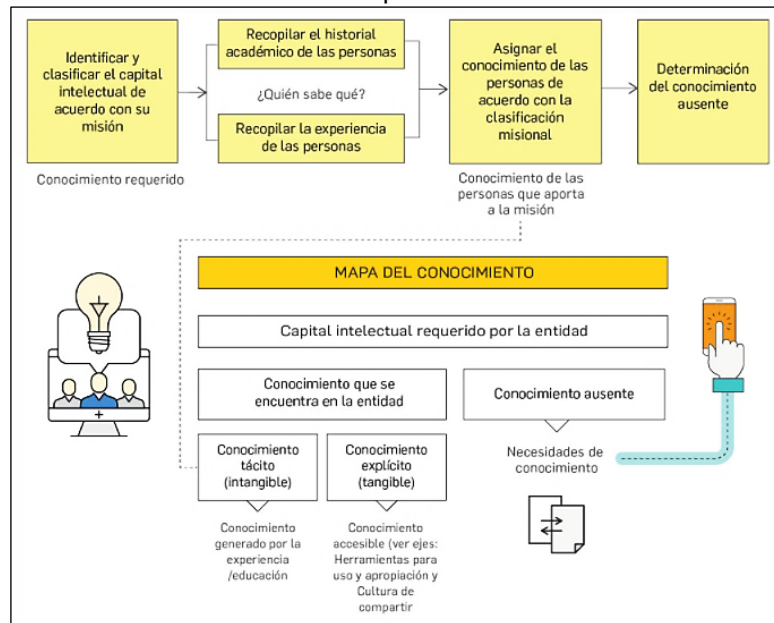 Identificar y
clasificar el capital
intelectual de
acuerdo con su
misión
Conocimiento requerido
Recopilar el historial
académico de las personas
¿Quién sabe qué?
Recopilar la experiencia
de las personas
Asignar el
conocimiento de las
personas de
acuerdo con la
clasificación
misional
Conocimiento de las
personas que aporta
a la misión
Determinación
del conocimiento
ausente
MAPA DEL CONOCIMIENTO
Capital intelectual requerido por la entidad
Conocimiento que se
encuentra en la entidad
Conocimiento ausente
Conocimiento
tácito
(intangible)
Conocimiento
explícito
(tangible)
Necesidades de
conocimiento
Conocimiento
generado por la
experiencia
/educación
Conocimiento
accesible (ver ejes:
Herramientas para
uso y apropiación y
Cultura de
compartir